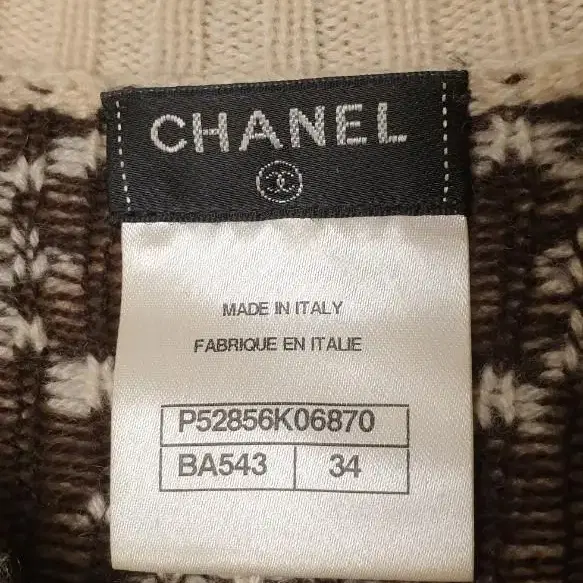 CHANEL
MADE IN ITALY
FABRIQUE EN ITALIE
P52856K06870
BA543 34